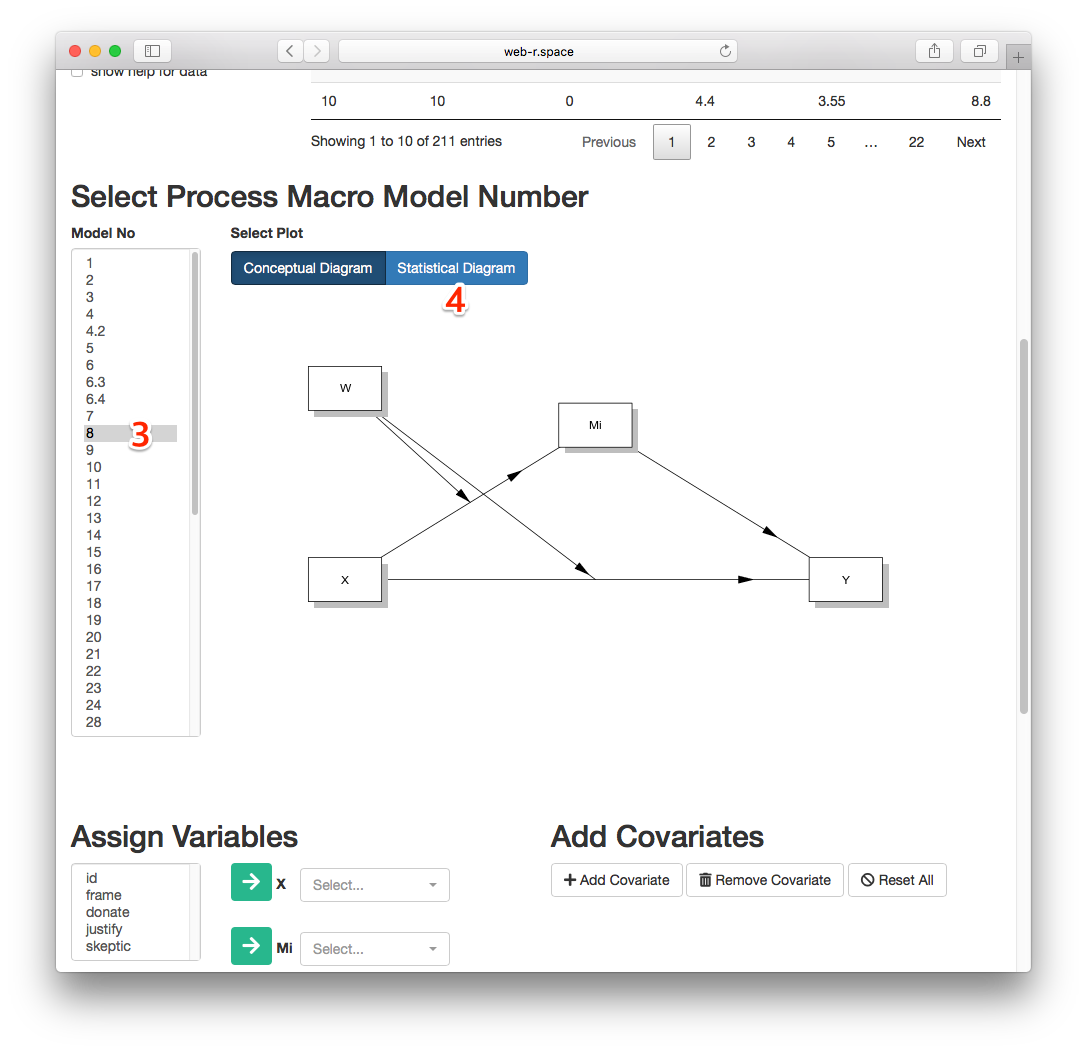 web-r.space
show help for data
10 10 0 4.4 3.55 8.8
Showing 1 to 10 of 211 entries
Previous 1 2 3 4 5 … 22 Next
Select Process Macro Model Number
Model No
Select Plot
1
2
3
4
4.2
5
6
6.3
6.4
7
8
9
10
11
12
13
14
15
16
17
18
19
20
21
22
23
24
28
3
Conceptual Diagram Statistical Diagram
4
W
Mi
X
Y
Assign Variables
id
frame
donate
justify
skeptic
X Select...
Mi Select...
Add Covariates
Add Covariate Remove Covariate Reset All